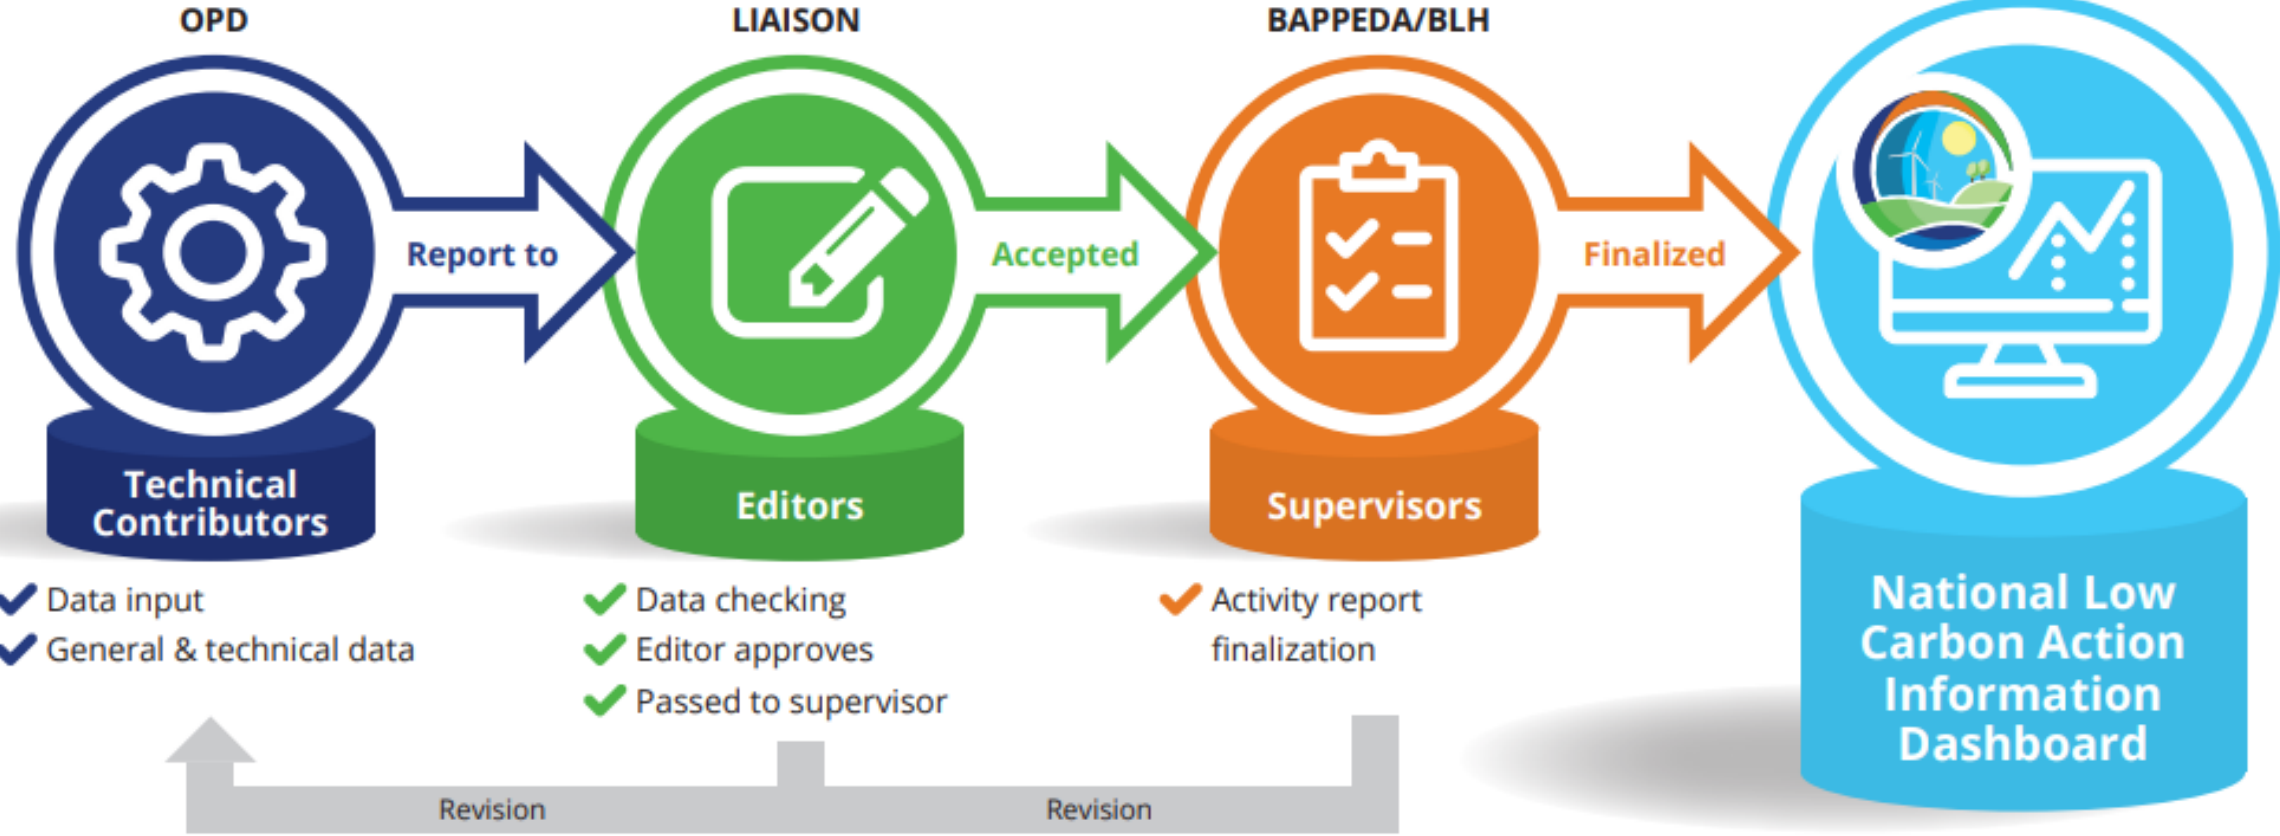 OPD
LIAISON
BAPPEDA/BLH
Report to
Accepted
Finalized
Technical
Contributors
Editors
Supervisors
Data input
General & technical data
Data checking
Editor approves
Passed to supervisor
Activity report
finalization
National Low
Carbon Action
Information
Dashboard
Revision
Revision